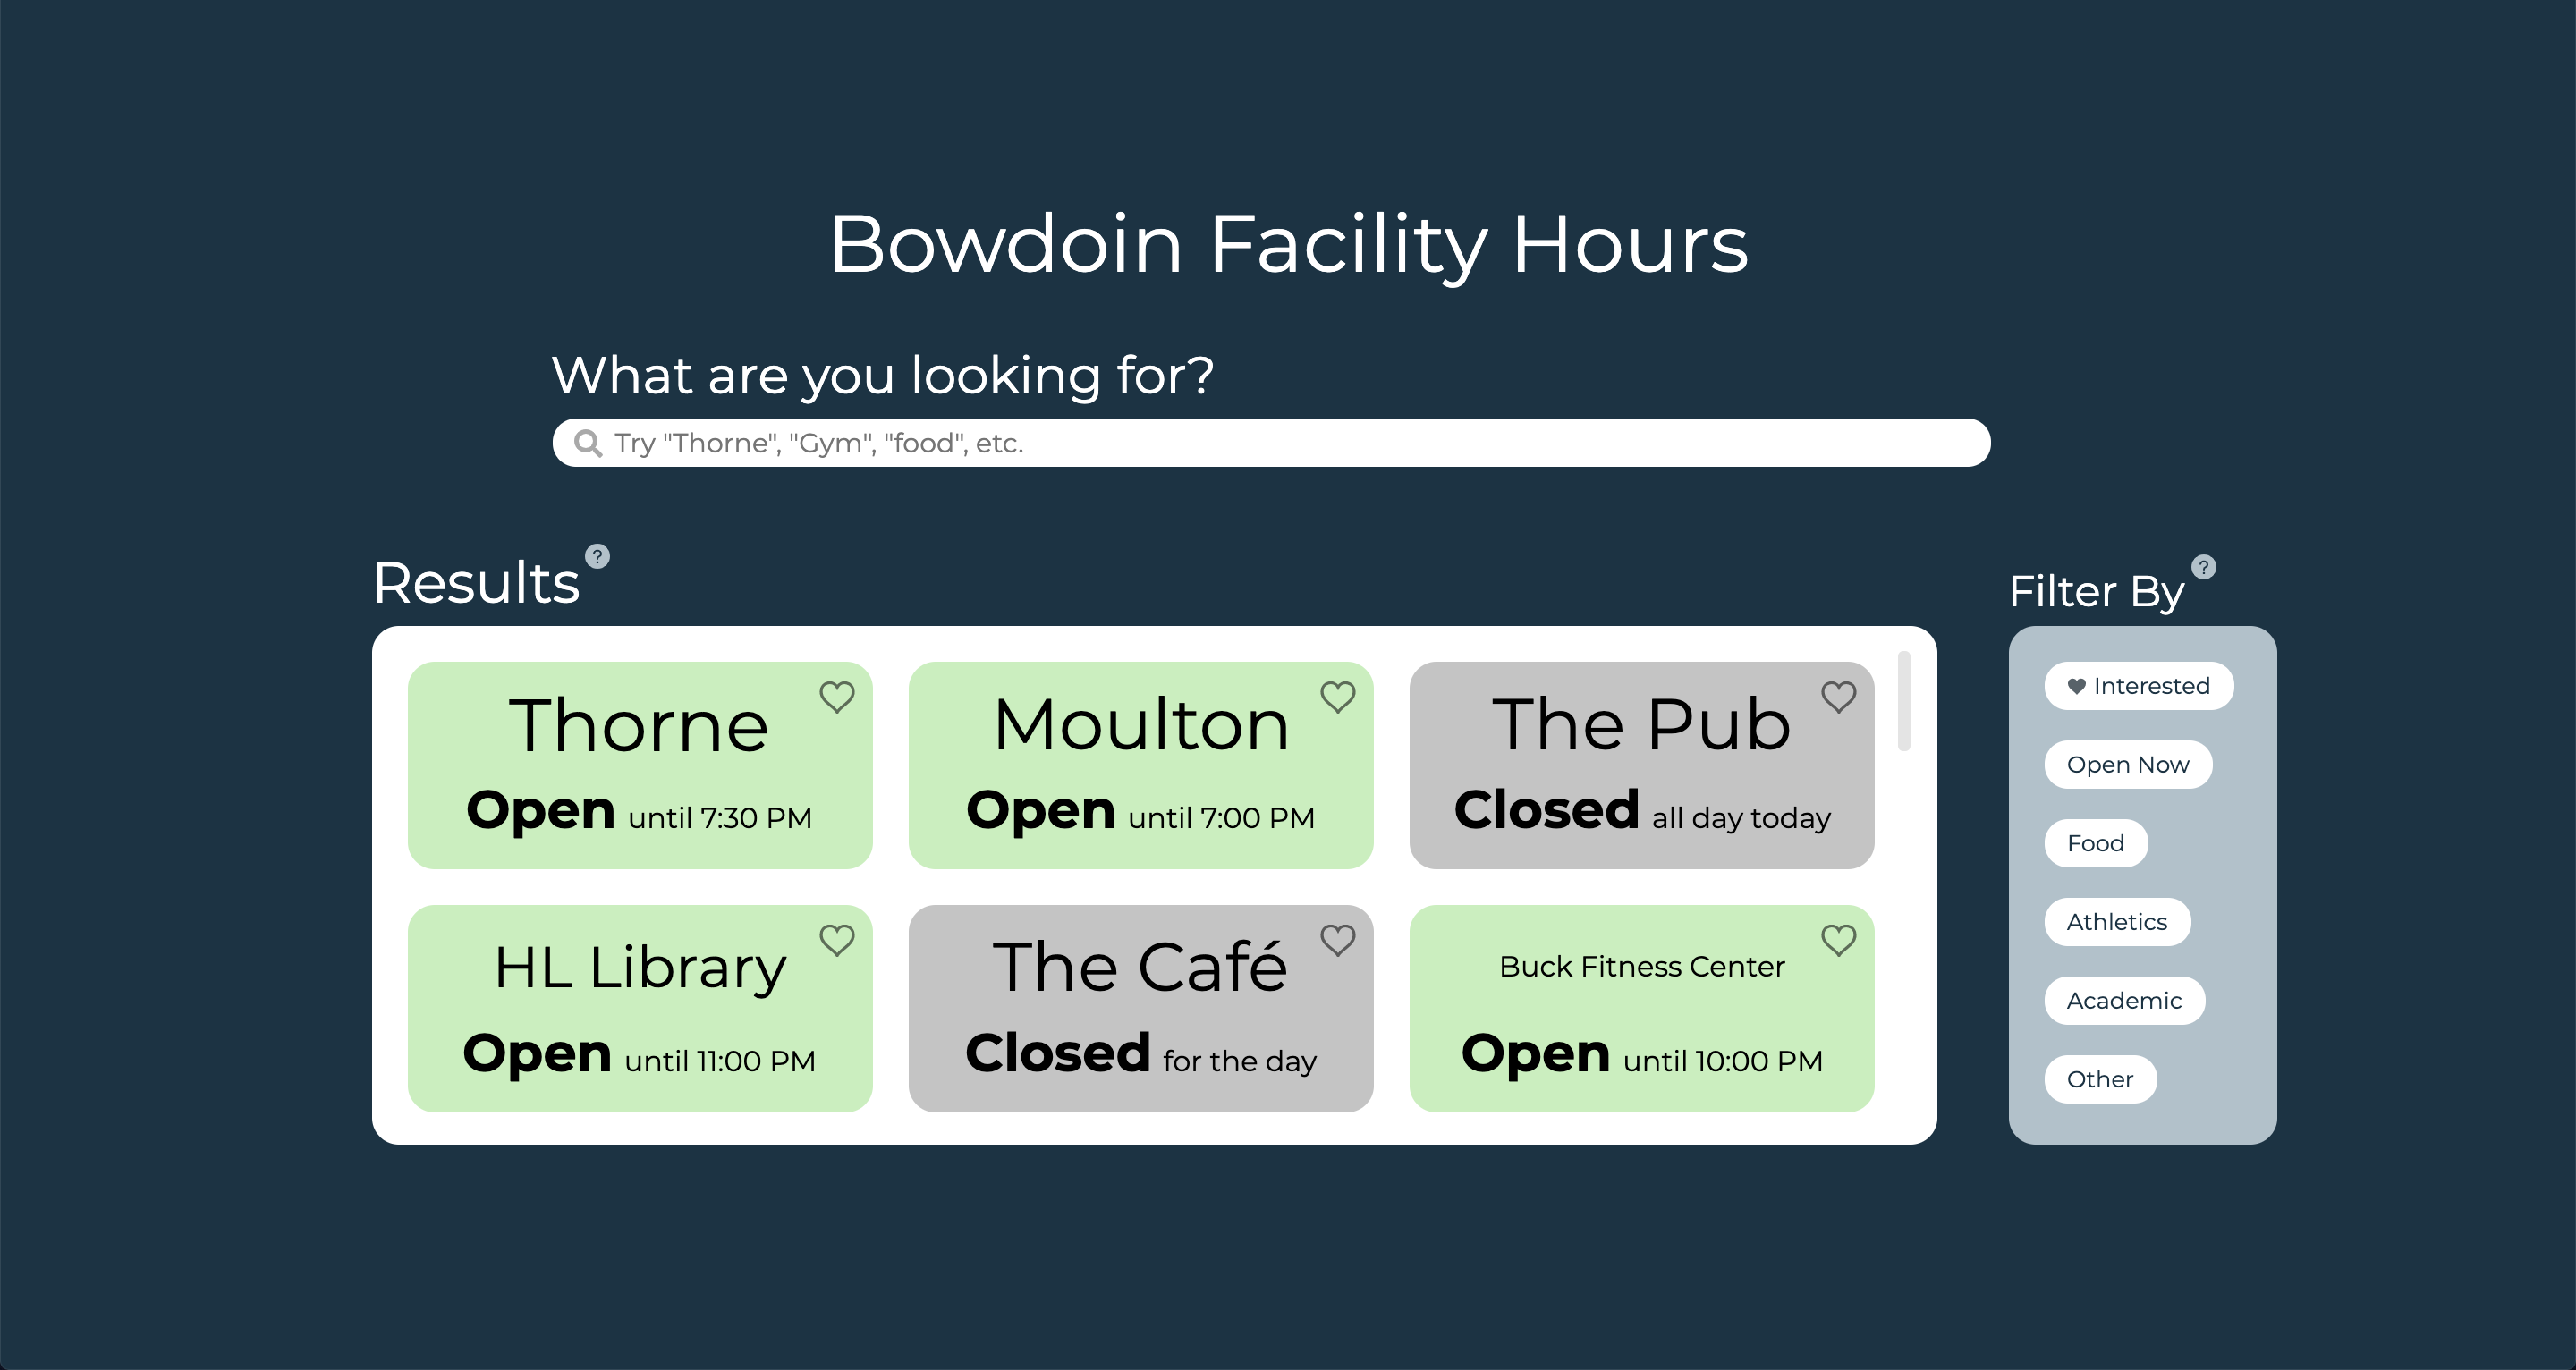 Bowdoin Facility Hours
What are you looking for?
Try "Thorne", "Gym", "food", etc.
Results ?
Thorne
Open until 7:30 PM
Moulton
Open until 7:00 PM
The Pub
Closed all day today
HL Library
Open until 11:00 PM
The Café
Closed for the day
Buck Fitness Center
Open until 10:00 PM
Filter By ?
Interested
Open Now
Food
Athletics
Academic
Other